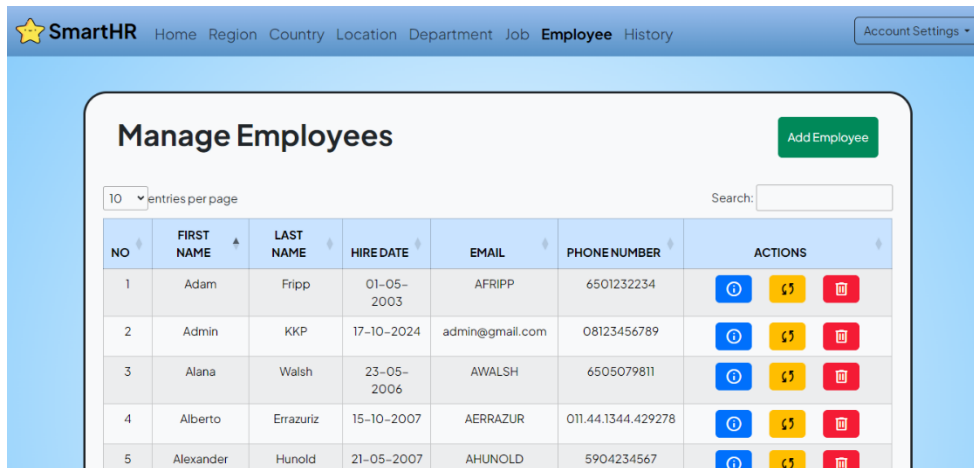 SmartHR Home Region Country Location Department Job Employee History Account Settings
Manage Employees
Add Employee
10 entries per page Search:
NO FIRST NAME LAST NAME HIRE DATE EMAIL PHONE NUMBER ACTIONS
1 Adam Fripp 01-05-2003 AFRIPP 6501232234
2 Admin KKP 17-10-2024 admin@gmail.com 08123456789
3 Alana Walsh 23-05-2006 AWALSH 6505079811
4 Alberto Errazuriz 15-10-2007 AERRAZUR 011.44.1344.429278
5 Alexander Hunold 21-05-2007 AHUNOLD 5904234567